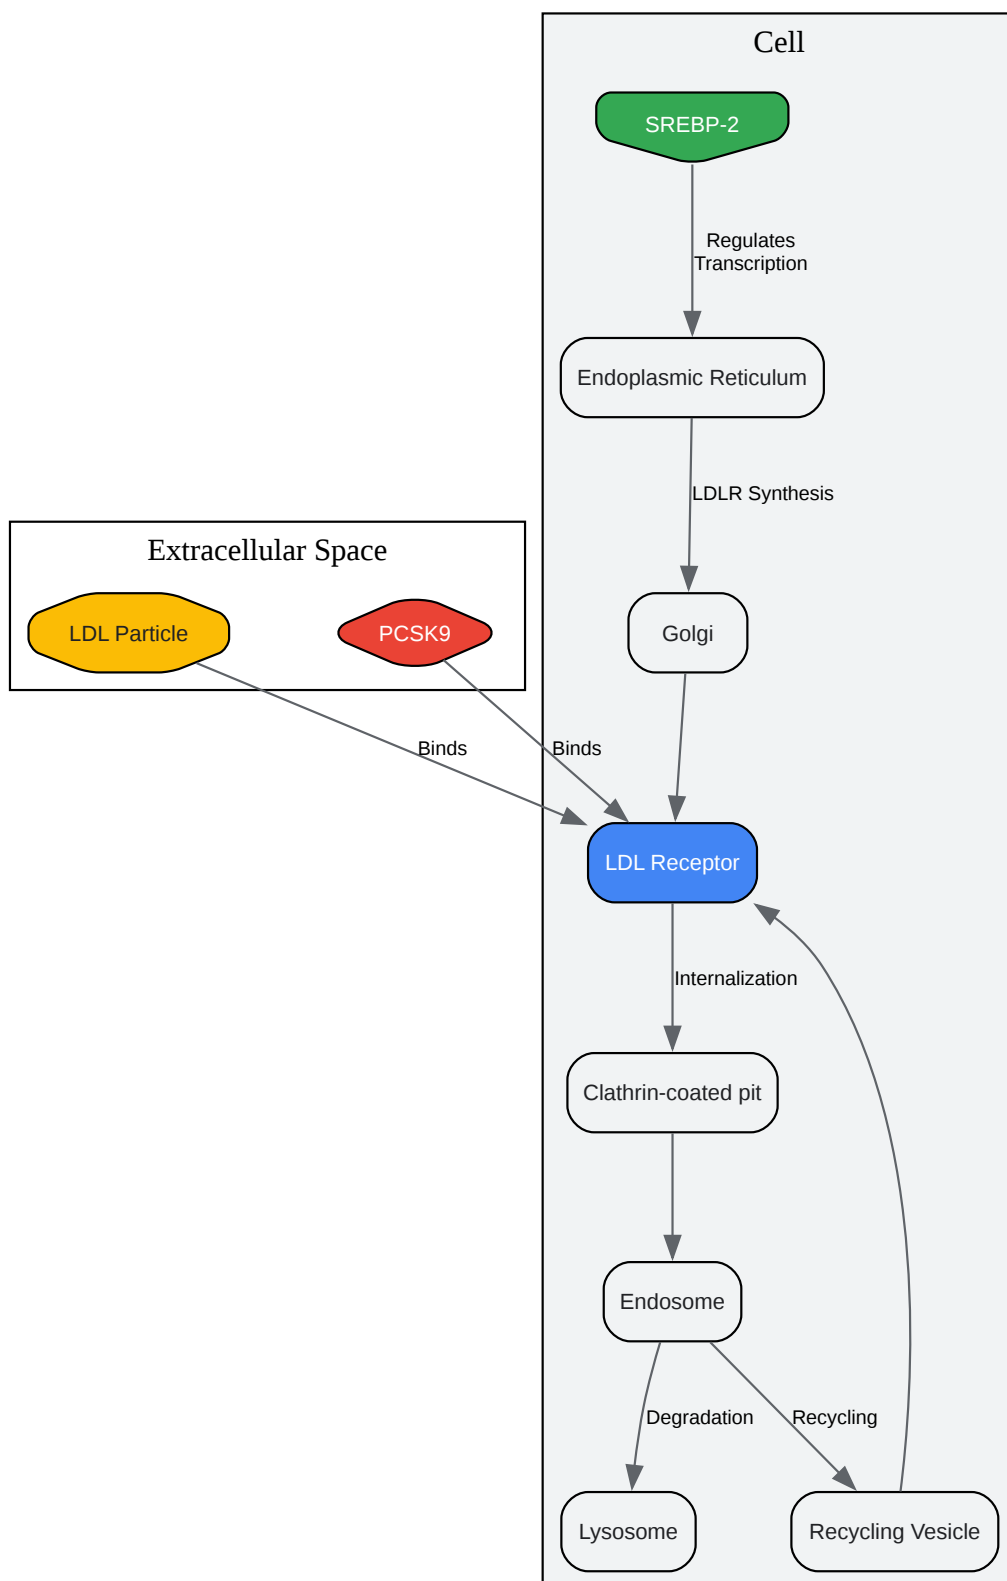 Cell
SREBP-2
Regulates
Transcription
Endoplasmic Reticulum
LDLR Synthesis
Extracellular Space
LDL Particle
PCSK9
Golgi
Binds
Binds
LDL Receptor
Internalization
Clathrin-coated pit
Endosome
Degradation
Recycling
Lysosome
Recycling Vesicle